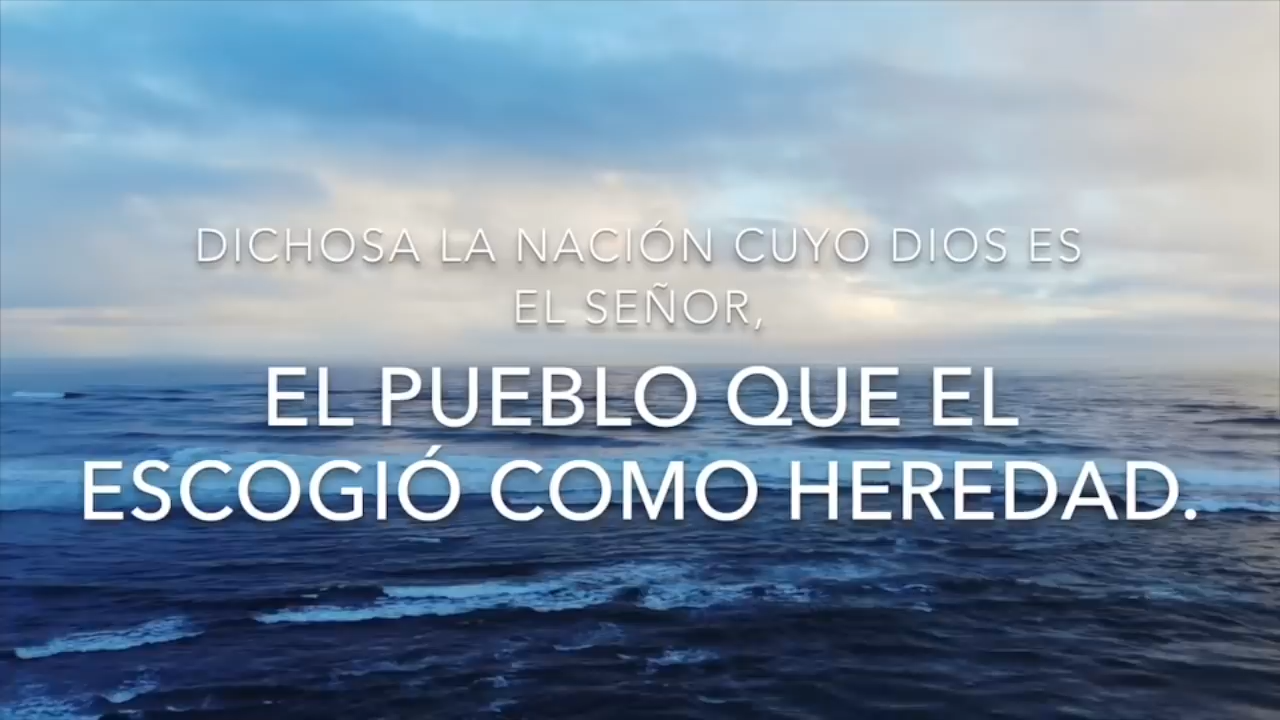 DICHOSA LA NACIÓN CUYO DIOS ES
EL SEÑOR,
EL PUEBLO QUE EL
ESCOGIÓ COMO HEREDAD.